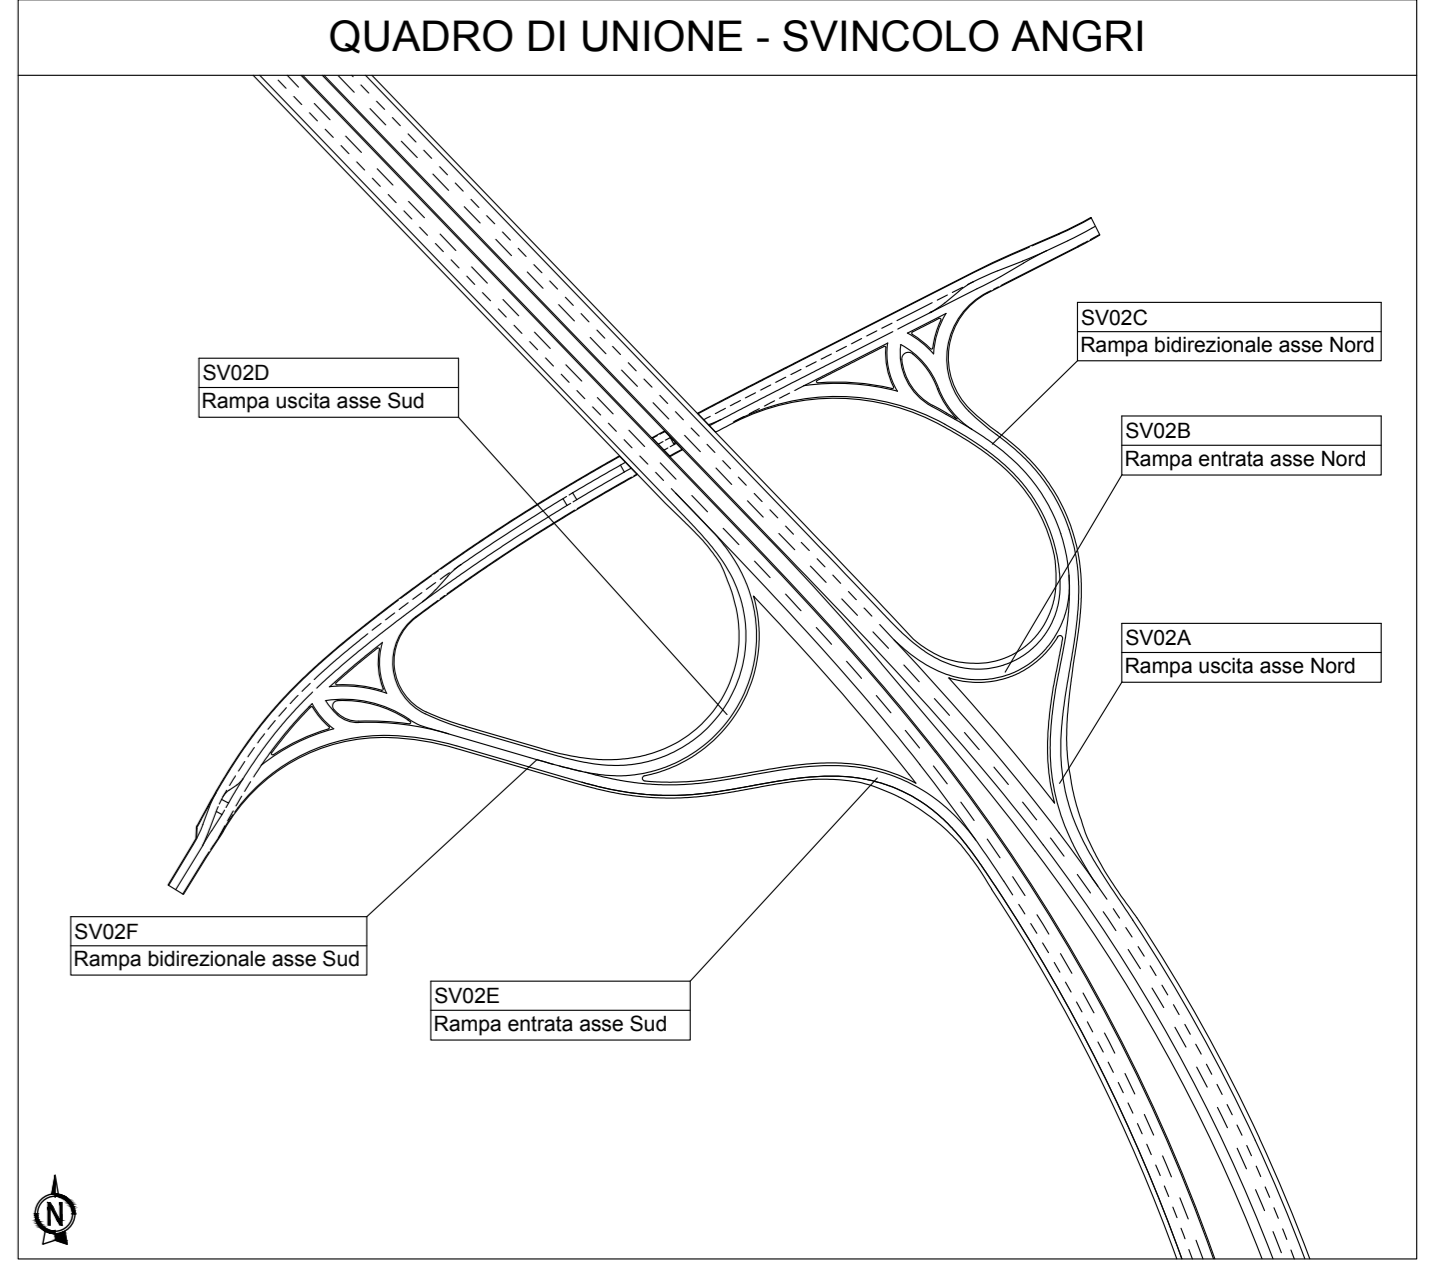 QUADRO DI UNIONE - SVINCOLO ANGRI
SV02C
Rampa bidirezionale asse Nord
SV02D
Rampa uscita asse Sud
SV02B
Rampa entrata asse Nord
SV02A
Rampa uscita asse Nord
SV02F
Rampa bidirezionale asse Sud
SV02E
Rampa entrata asse Sud
N